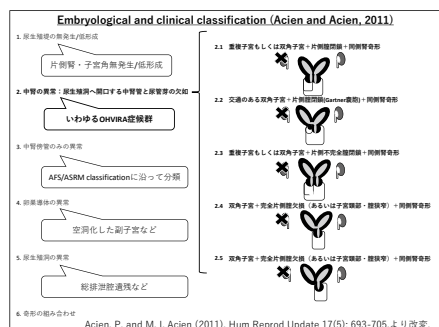 Embryological and clinical classification (Acien and Acien, 2011)
1. 尿生殖堤の無発生/低形成
片側腎・子宮角無発生/低形成
2. 中腎の異常：尿生殖洞へ開口する中腎管と尿管芽の欠如
いわゆるOHVIRA症候群
3. 中腎傍管のみの異常
AFS/ASRM classificationに沿って分類
4. 卵巣導体の異常
空洞化した副子宮など
5. 尿生殖洞の異常
総排泄腔遺残など
6. 奇形の組み合わせ
2.1 重複子宮もしくは双角子宮＋片側腟閉鎖＋同側腎奇形
2.2 交通のある双角子宮＋片側腟閉鎖(Gartner嚢胞)＋同側腎奇形
2.3 重複子宮もしくは双角子宮＋片側不完全腟閉鎖＋同側腎奇形
2.4 双角子宮＋完全片側腟欠損（あるいは子宮頸部・腟狭窄）＋同側腎奇形
2.5 双角子宮＋完全片側腟欠損（あるいは子宮頸部・腟狭窄）＋同側腎奇形
Acien, P. and M. I. Acien (2011). Hum Reprod Update 17(5): 693-705.より改変